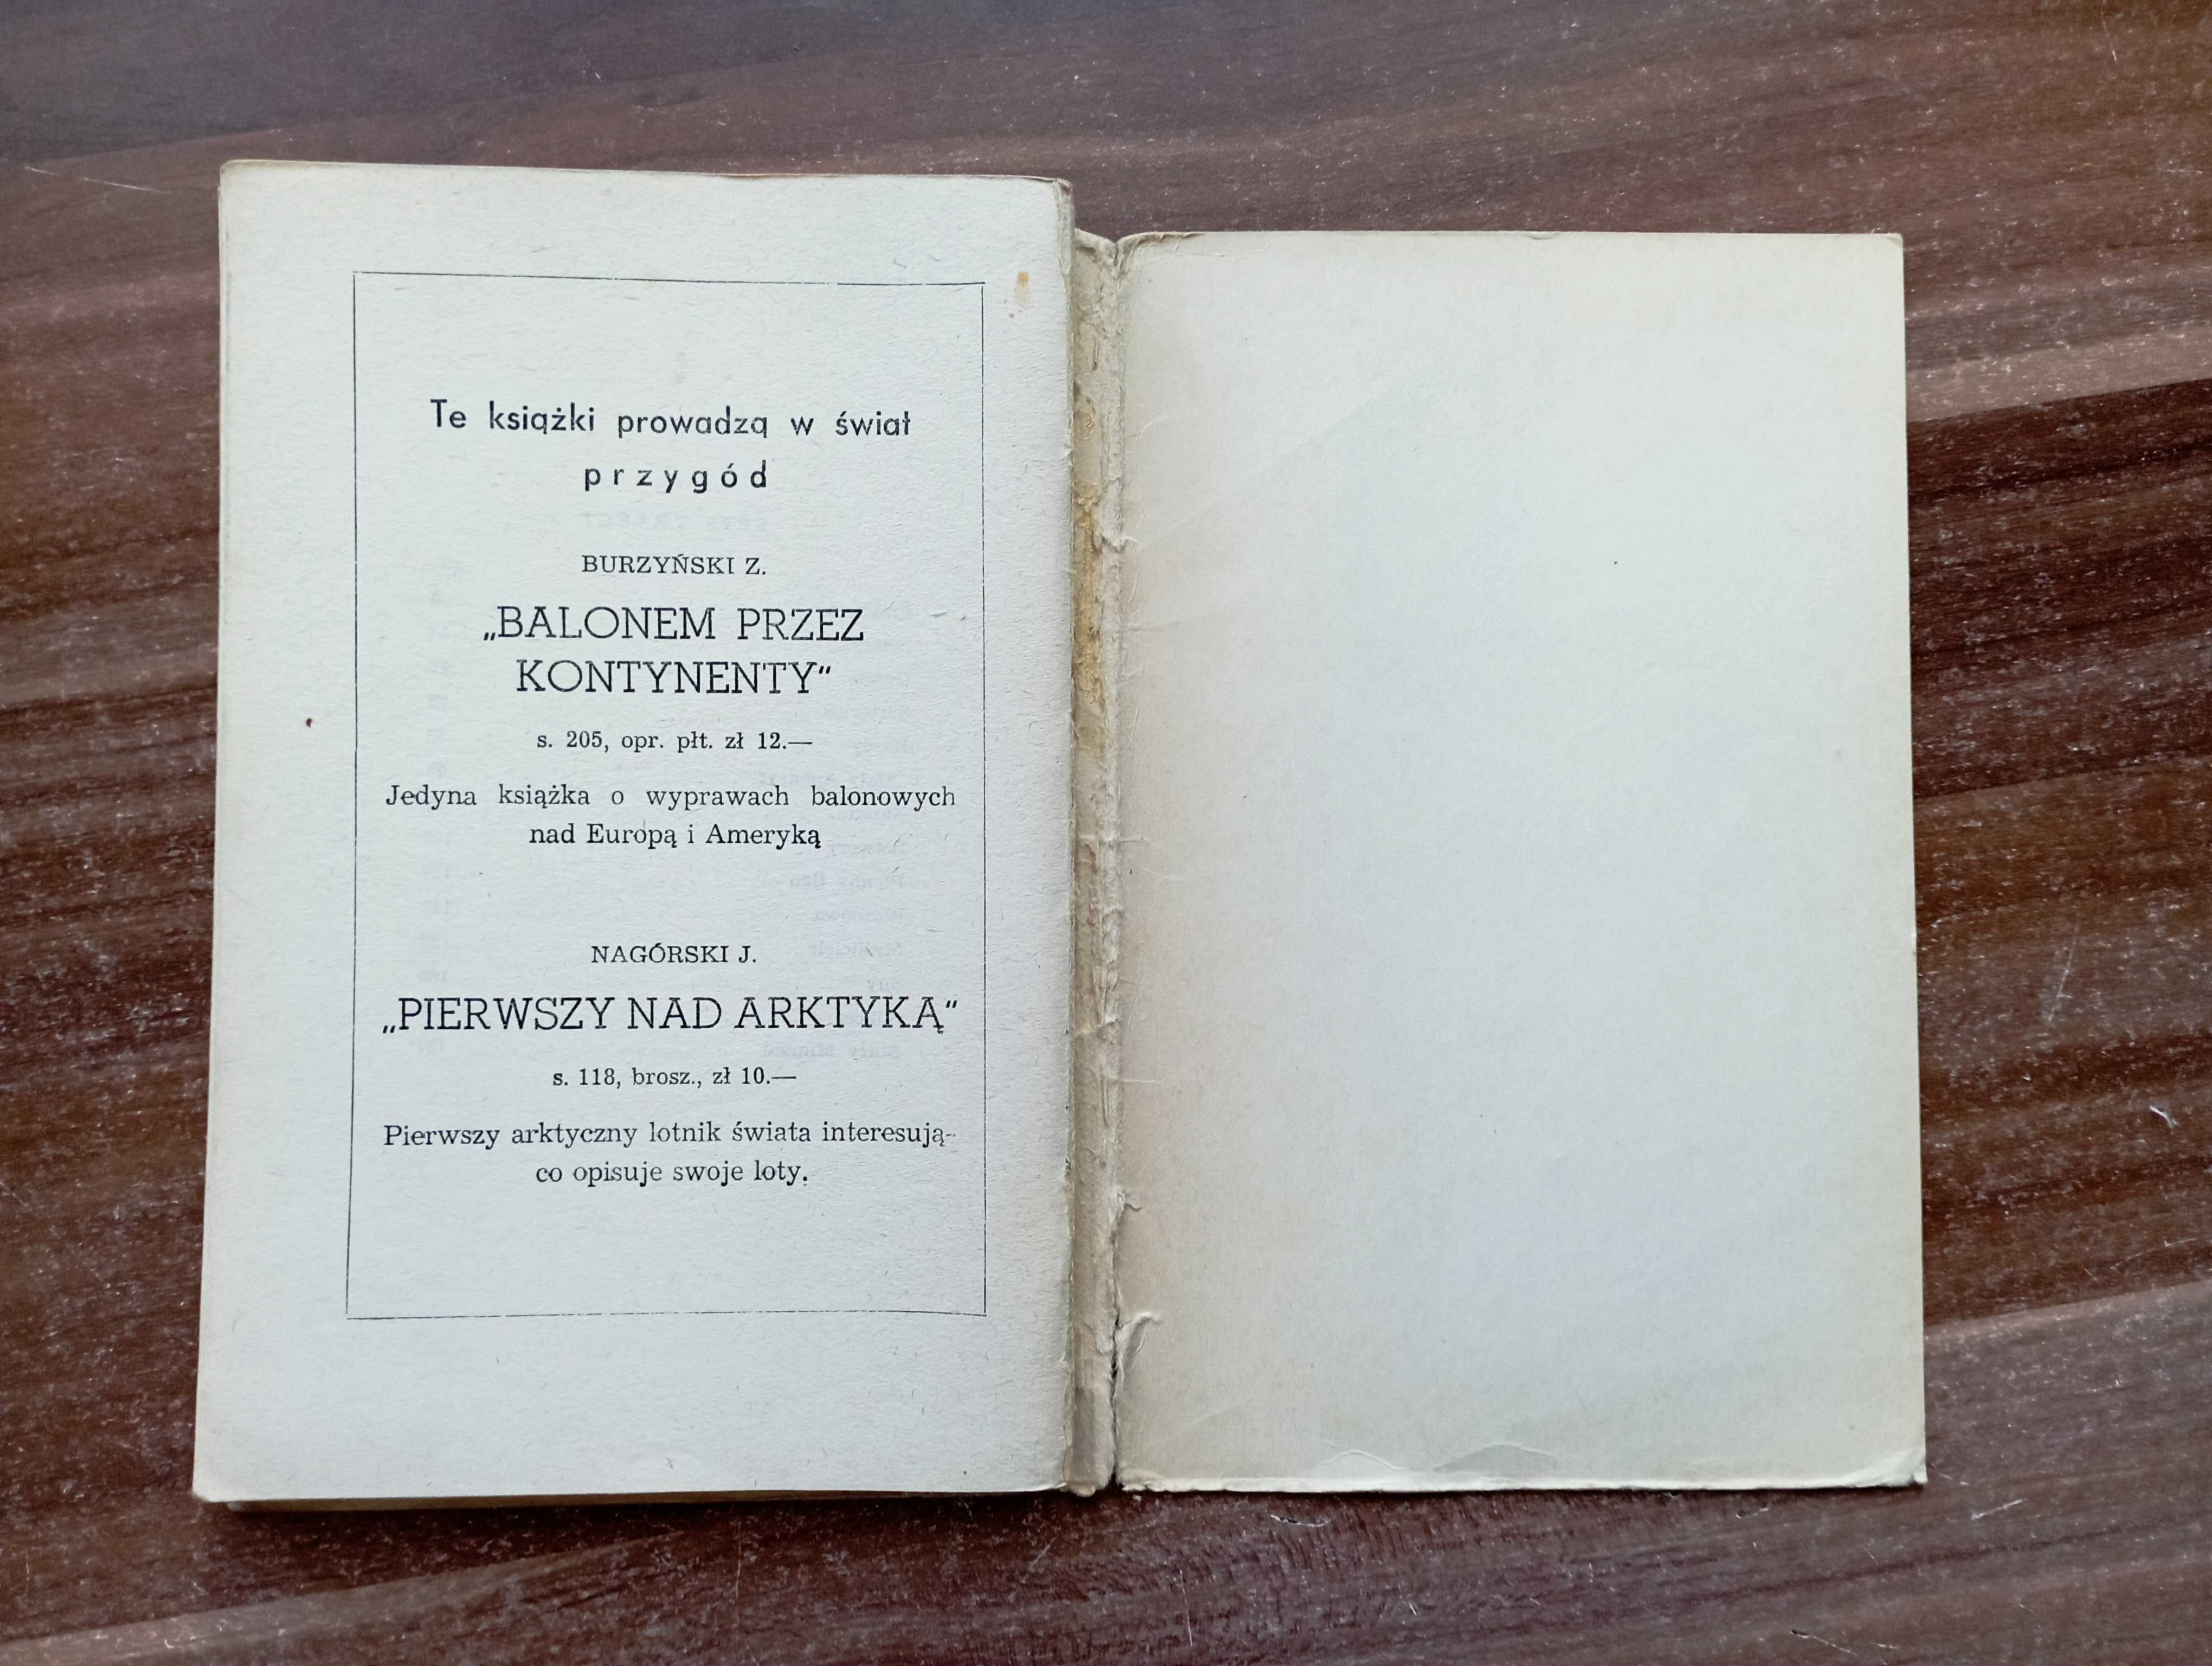 Te książki prowadzą w świat
przygód
BURZYŃSKI Z.
„BALONEM PRZEZ
KONTYNENTY"
s. 205, opr. płt. zł 12.—
Jedyna książka o wyprawach balonowych
nad Europą i Ameryką
NAGÓRSKI J.
„PIERWSZY NAD ARKTYKĄ"
s. 118, brosz., zł 10.—
Pierwszy arktyczny lotnik świata interesują-
co opisuje swoje loty.